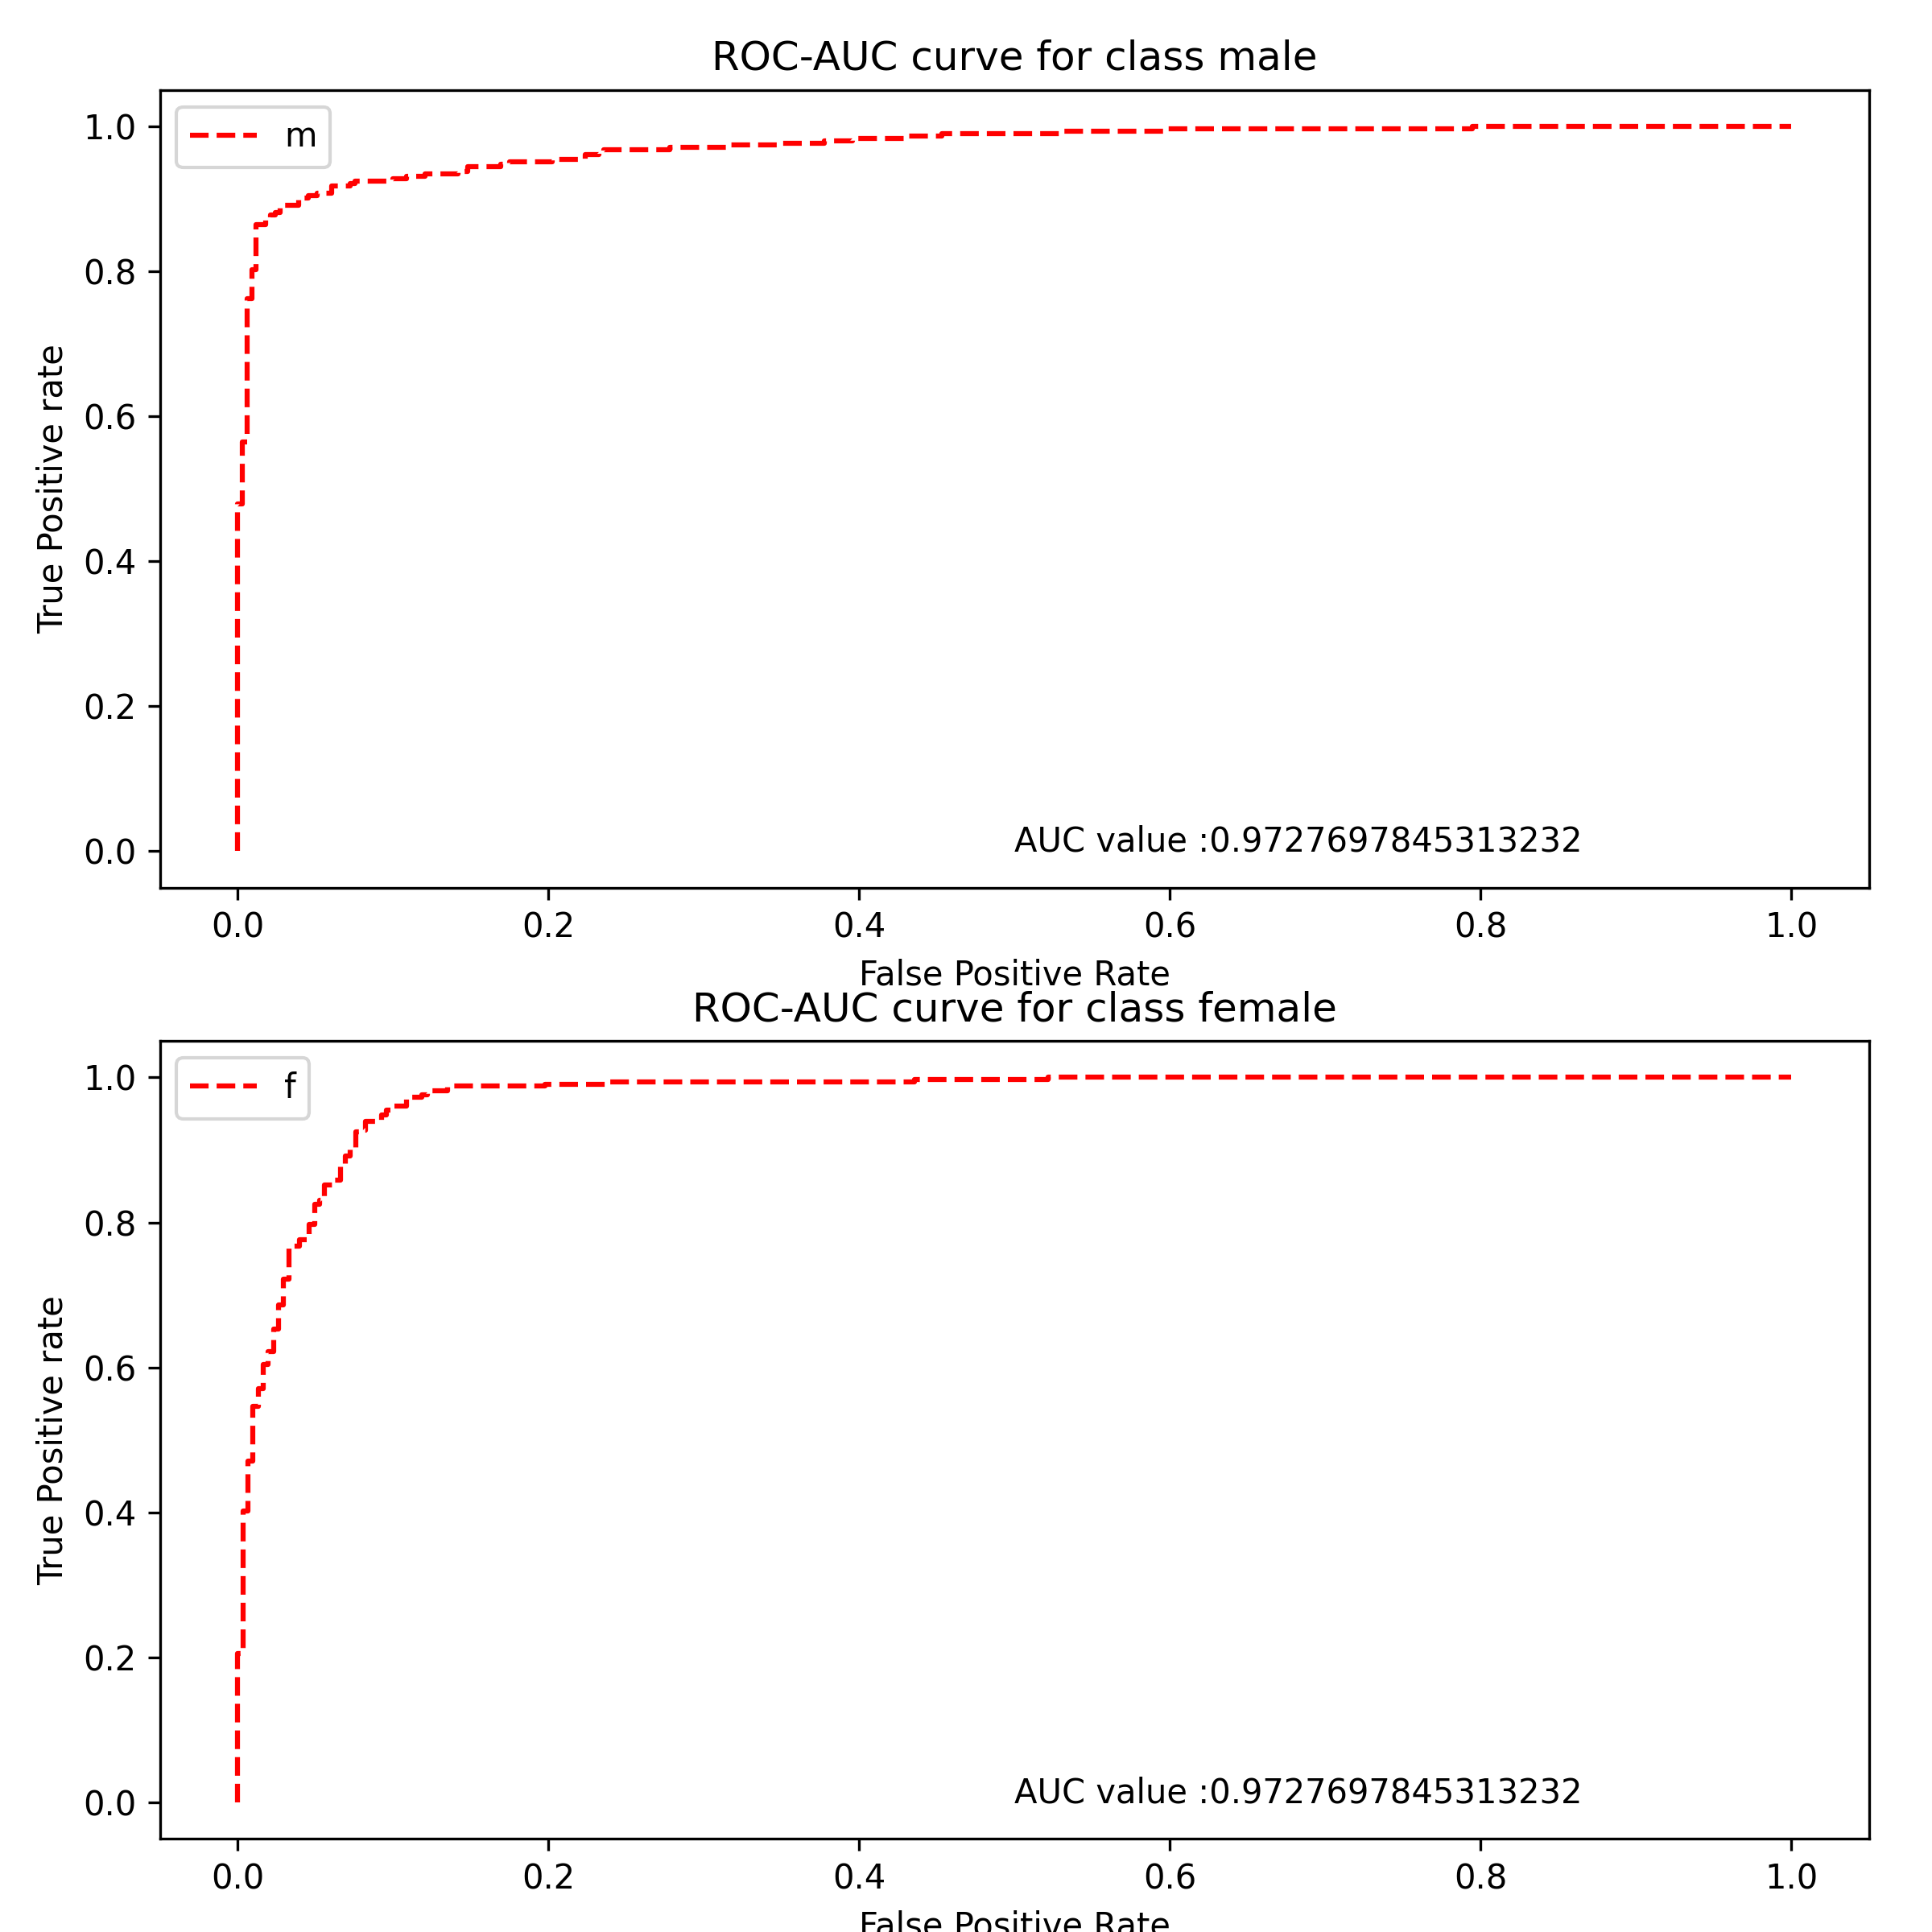 ROC-AUC curve for class male
m
1.0
0.8
0.6
0.4
0.2
0.0
True Positive rate
AUC value :0.9727697845313232
0.0 0.2 0.4 0.6 0.8 1.0
False Positive Rate
ROC-AUC curve for class female
f
1.0
0.8
0.6
0.4
0.2
0.0
True Positive rate
AUC value :0.9727697845313232
0.0 0.2 0.4 0.6 0.8 1.0
False Positive Rate